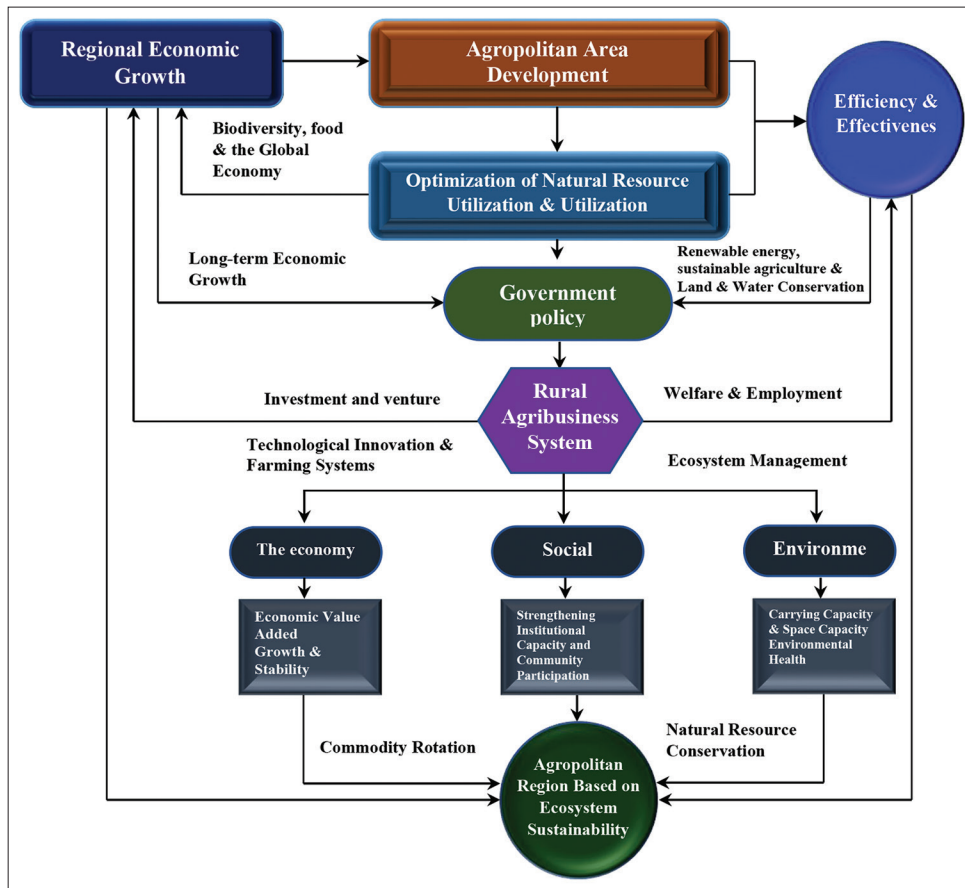 Regional Economic
Growth
Agropolitan Area
Development
Efficiency &
Effectivenes
Biodiversity, food
& the Global
Economy
Optimization of Natural Resource
Utilization & Utilization
Long-term Economic
Growth
Renewable energy,
sustainable agriculture &
Land & Water Conservation
Government
policy
Investment and venture
Rural
Agribusiness
System
Welfare & Employment
Technological Innovation &
Farming Systems
Ecosystem Management
The economy
Social
Environme
Economic Value
Added
Growth &
Stability
Strengthening
Institutional
Capacity and
Community
Participation
Carrying Capacity
& Space Capacity
Environmental
Health
Commodity Rotation
Natural Resource
Conservation
Agropolitan
Region Based on
Ecosystem
Sustainability